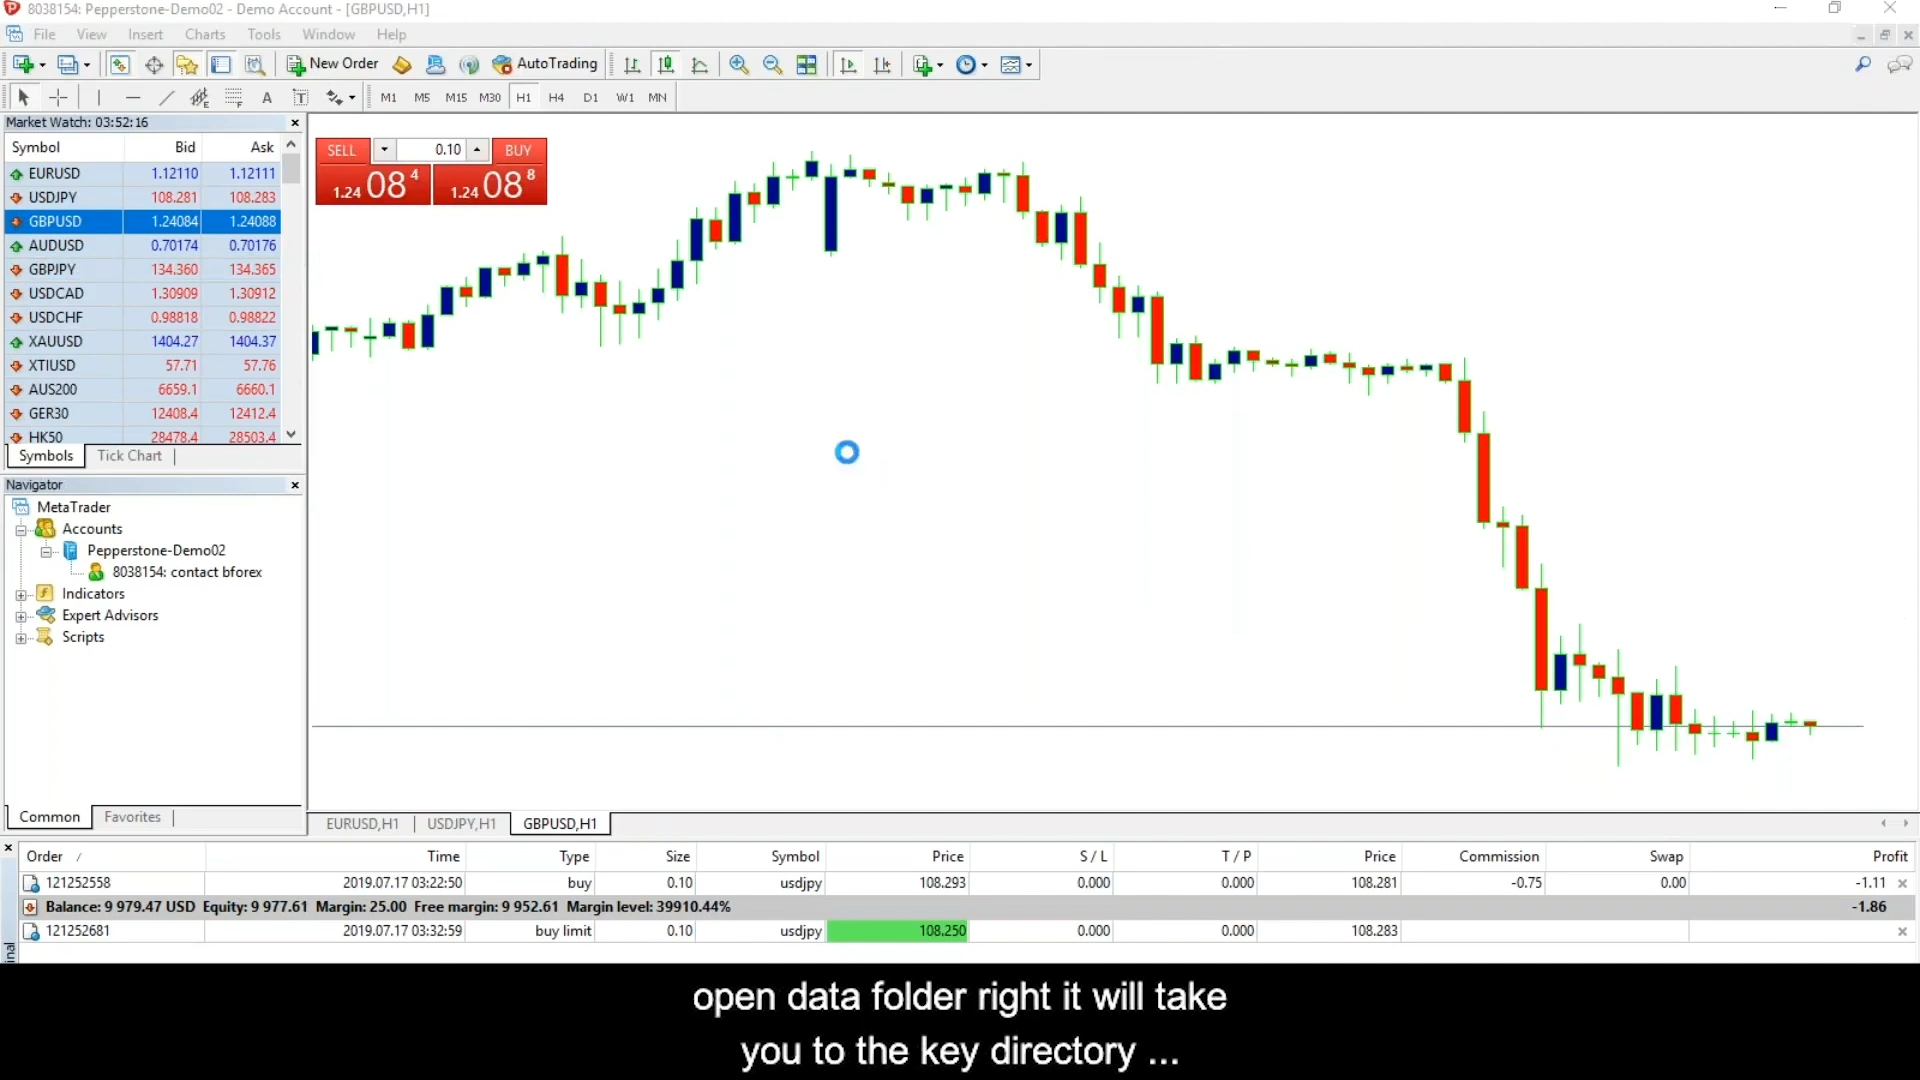 8038154: Pepperstone-Demo02 - Demo Account - [GBPUSD,H1]
File View Insert Charts Tools Window Help
New Order AutoTrading
A T M1 M5 M15 M30 H1 H4 D1 W1 MN
Market Watch: 03:52:16
Symbol Bid Ask
EURUSD 1.12110 1.12111
USDJPY 108.281 108.283
GBPUSD 1.24084 1.24088
AUDUSD 0.70174 0.70176
GBPJPY 134.360 134.365
USDCAD 1.30909 1.30912
USDCHF 0.98818 0.98822
XAUUSD 1404.27 1404.37
XTIUSD 57.71 57.76
AUS200 6659.1 6660.1
GER30 12408.4 12412.4
HK50 28478.4 28503.4
Symbols Tick Chart
SELL 0.10 BUY
1.24 08 4 1.24 08 8
Navigator
MetaTrader
Accounts
Pepperstone-Demo02
8038154: contact bforex
Indicators
Expert Advisors
Scripts
Common Favorites
EURUSD,H1 USDJPY,H1 GBPUSD,H1
Order / Time Type Size Symbol Price S / L T / P Price Commission Swap Profit
121252558 2019.07.17 03:22:50 buy 0.10 usdjpy 108.293 0.000 0.000 108.281 -0.75 0.00 -1.11
Balance: 9 979.47 USD Equity: 9 977.61 Margin: 25.00 Free margin: 9 952.61 Margin level: 39910.44% -1.86
121252681 2019.07.17 03:32:59 buy limit 0.10 usdjpy 108.250 0.000 0.000 108.283
open data folder right it will take
you to the key directory ...